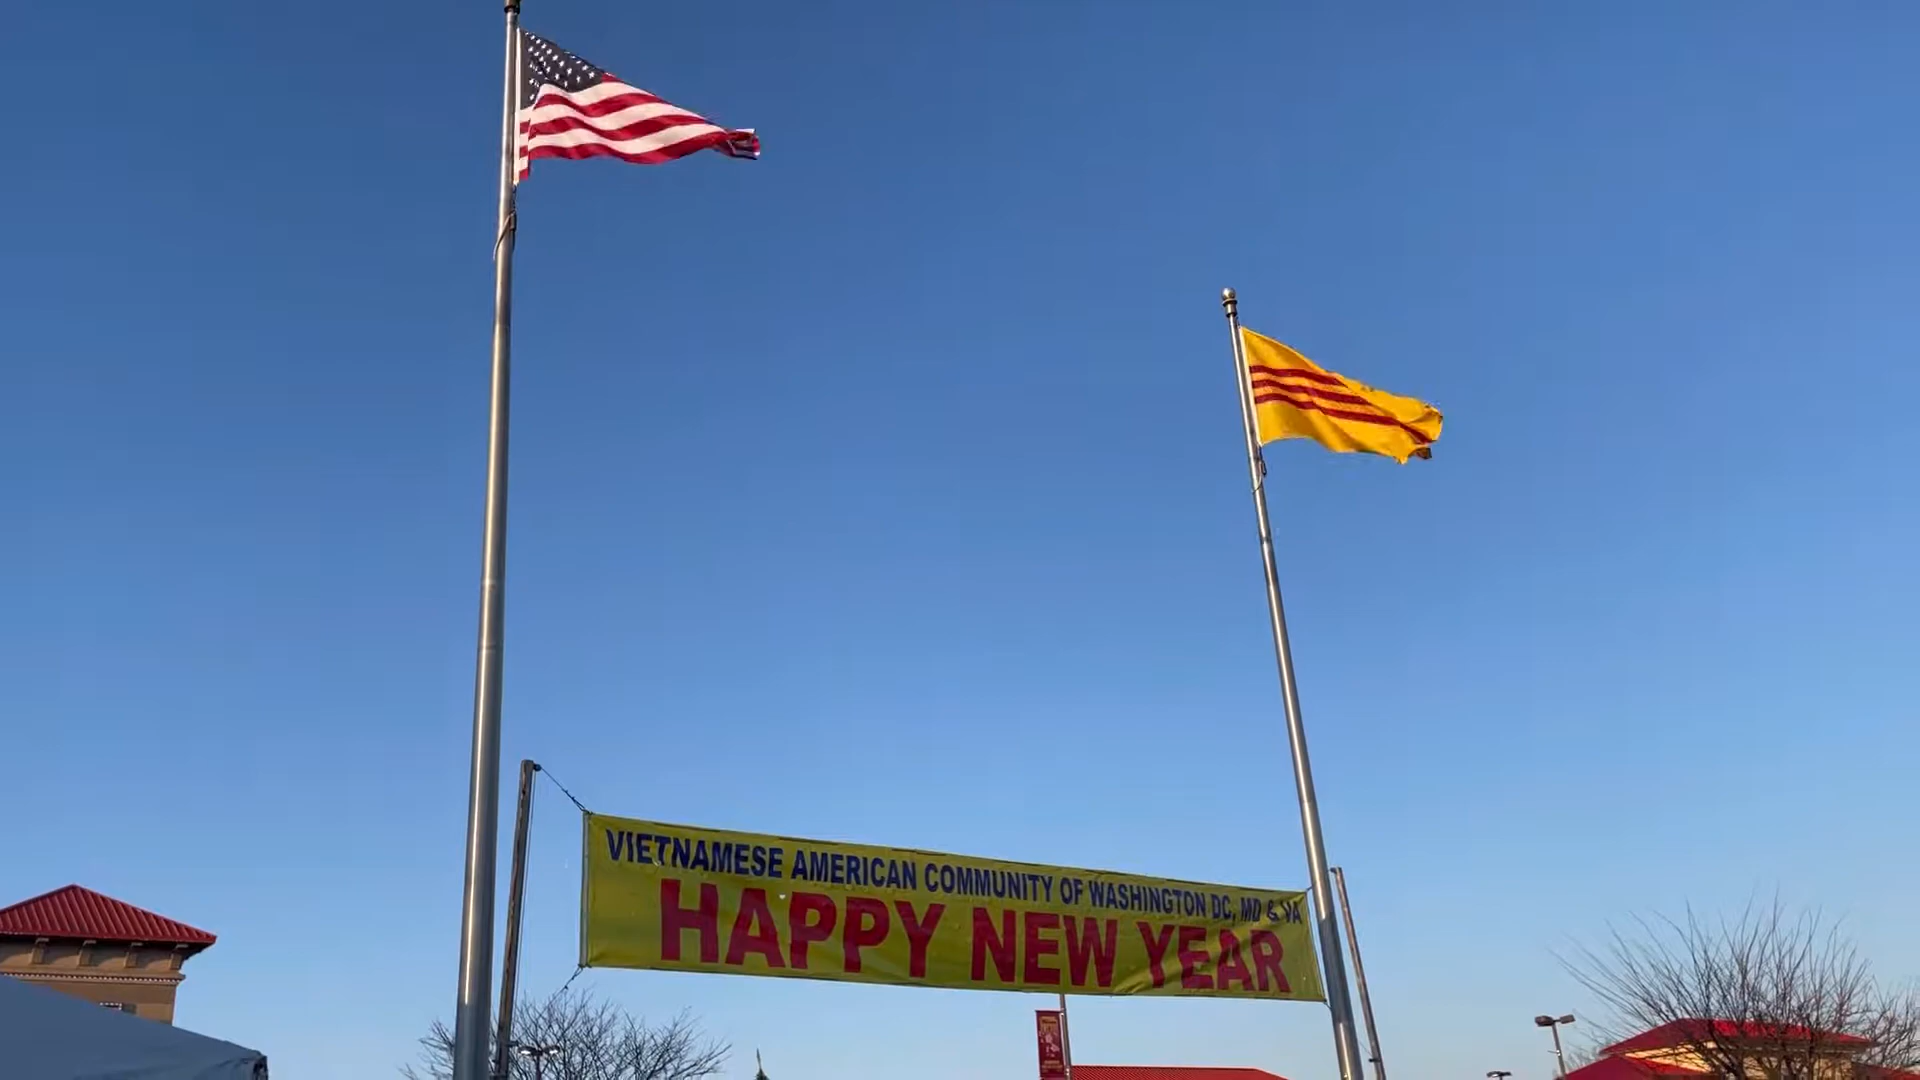 VIETNAMESE AMERICAN COMMUNITY OF WASHINGTON DC, MD & VA
HAPPY NEW YEAR